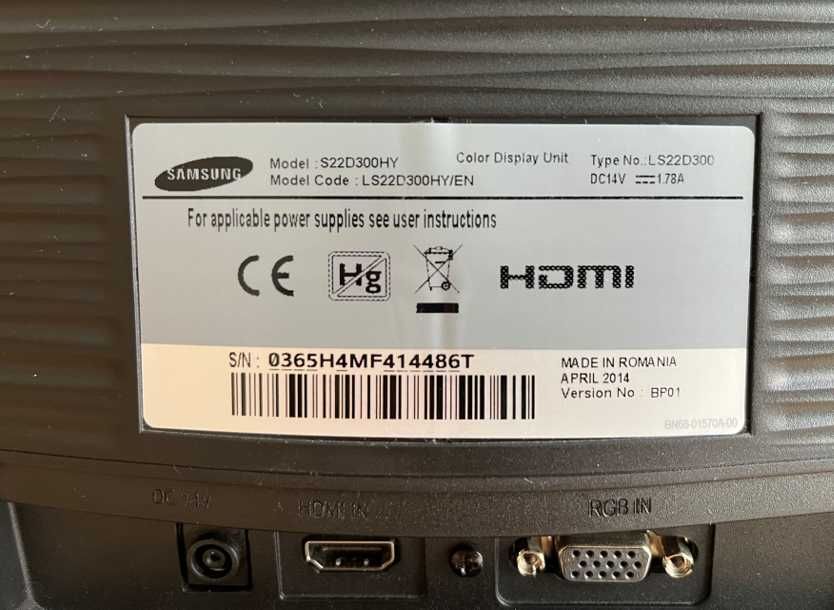 SAMSUNG
Model : S22D300HY
Model Code : LS22D300HY/EN
Color Display Unit
Type No.:LS22D300
DC14V ⎓1.78A
For applicable power supplies see user instructions
CE
Hg
HDMI
S/N : 0365H4MF414486T
MADE IN ROMANIA
APRIL 2014
Version No : BP01
BN68-01570A-00
DC 14V
HDMI IN
RGB IN